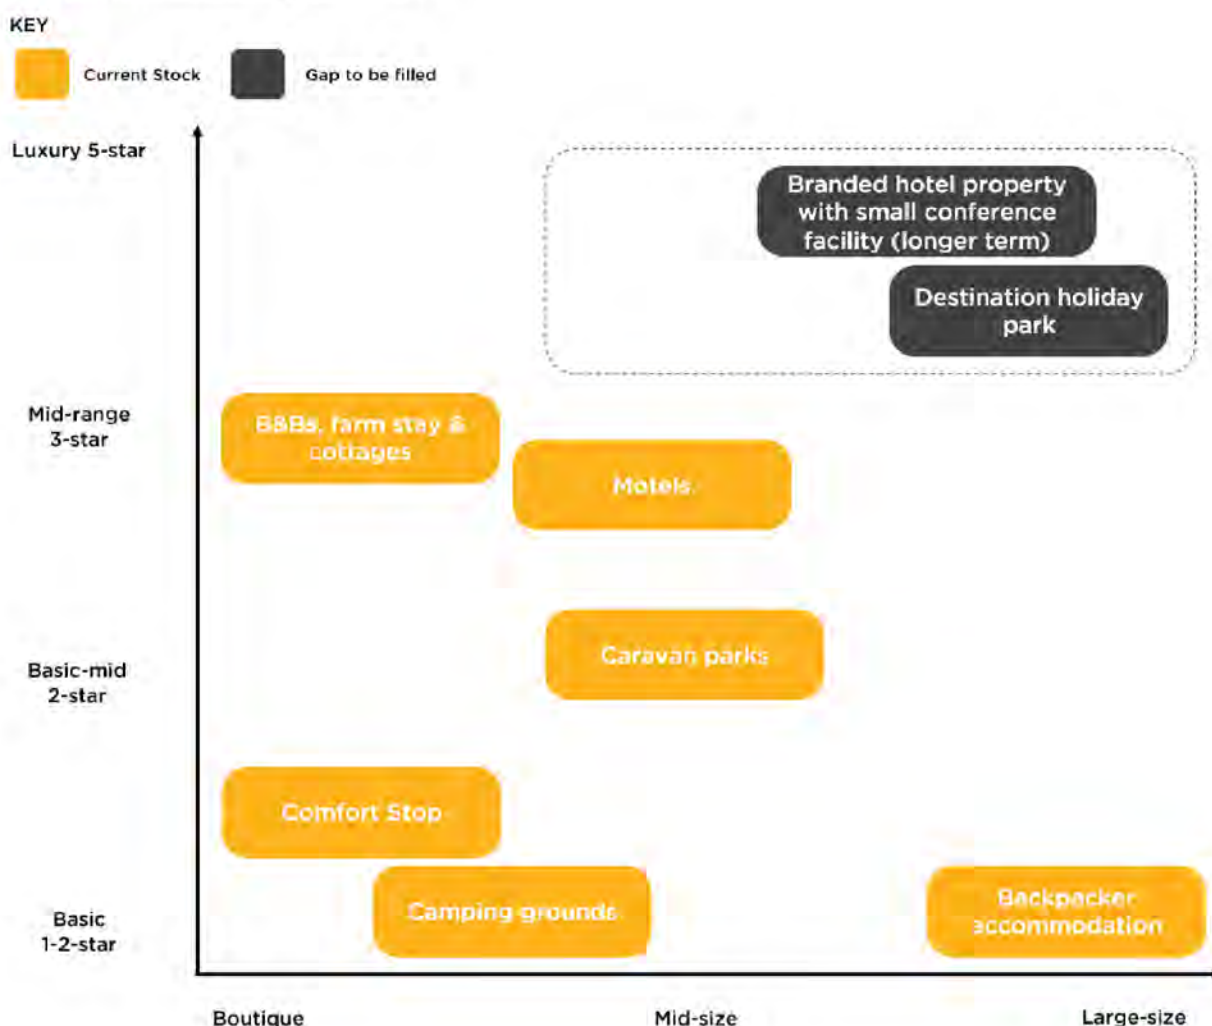 KEY
Current Stock
Gap to be filled
Luxury 5-star
Branded hotel property
with small conference
facility (longer term)
Destination holiday
park
Mid-range
3-star
B&Bs, farm stay &
cottages
Motels
Caravan parks
Basic-mid
2-star
Comfort Stop
Camping grounds
Backpacker
accommodation
Basic
1-2-star
Boutique
Mid-size
Large-size